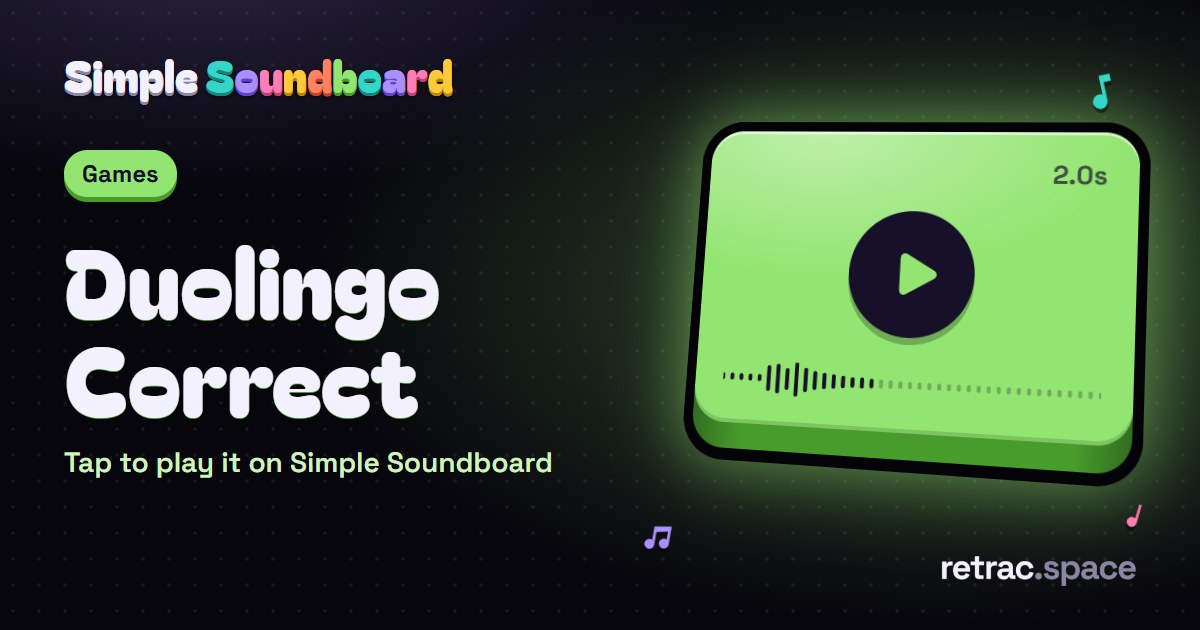 Simple Soundboard
Games
2.0s
Duolingo
Correct
Tap to play it on Simple Soundboard
retrac.space